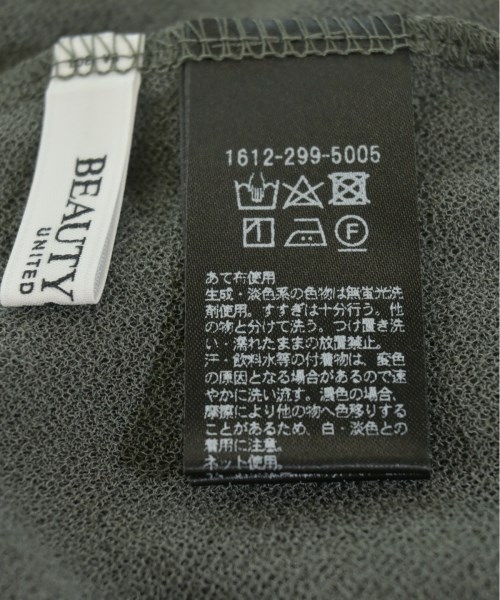 BEAUTY
UNITED
1612-299-5005
あて布使用
生成・淡色系の色物は無蛍光洗
剤使用。すすぎは十分行う。他
の物と分けて洗う。つけ置き洗
い・濡れたままの放置禁止。
汗・飲料水等の付着物は、変色
の原因となる場合があるので速
やかに洗い流す。濃色の場合、
摩擦により他の物へ色移りする
ことがあるため、白・淡色との
着用に注意。
ネット使用。